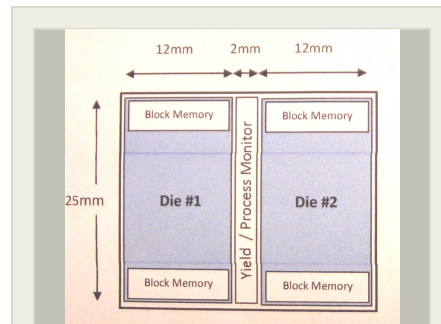 12mm 2mm 12mm
Block Memory Block Memory
Yield / Process Monitor
25mm
Die #1 Die #2
Block Memory Block Memory